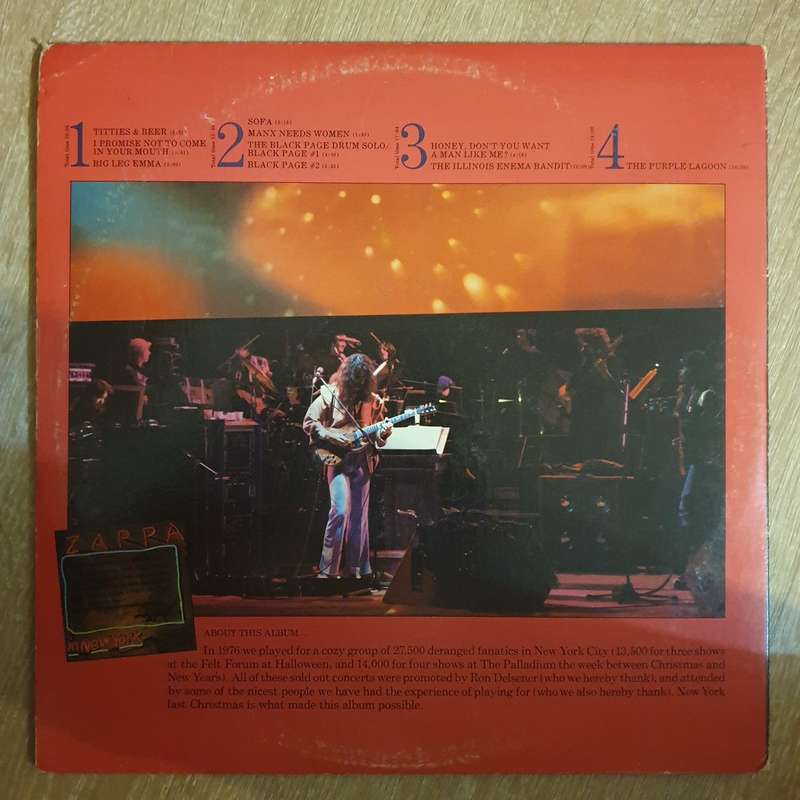 1
TITTIES & BEER
I PROMISE NOT TO COME
IN YOUR MOUTH
BIG LEG EMMA
2
SOFA
MANX NEEDS WOMEN
THE BLACK PAGE DRUM SOLO/
BLACK PAGE #1
BLACK PAGE #2
3
HONEY, DON'T YOU WANT
A MAN LIKE ME?
THE ILLINOIS ENEMA BANDIT
4
THE PURPLE LAGOON
ZAPPA
IN NEW YORK
ABOUT THIS ALBUM...
In 1976 we played for a cozy group of 27,500 deranged fanatics in New York City (13,500 for three shows
at the Felt Forum at Halloween, and 14,000 for four shows at The Palladium the week between Christmas and
New Year's). All of these sold out concerts were promoted by Ron Delsener (who we hereby thank), and attended
by some of the nicest people we have had the experience of playing for (who we also hereby thank). New York
last Christmas is what made this album possible.